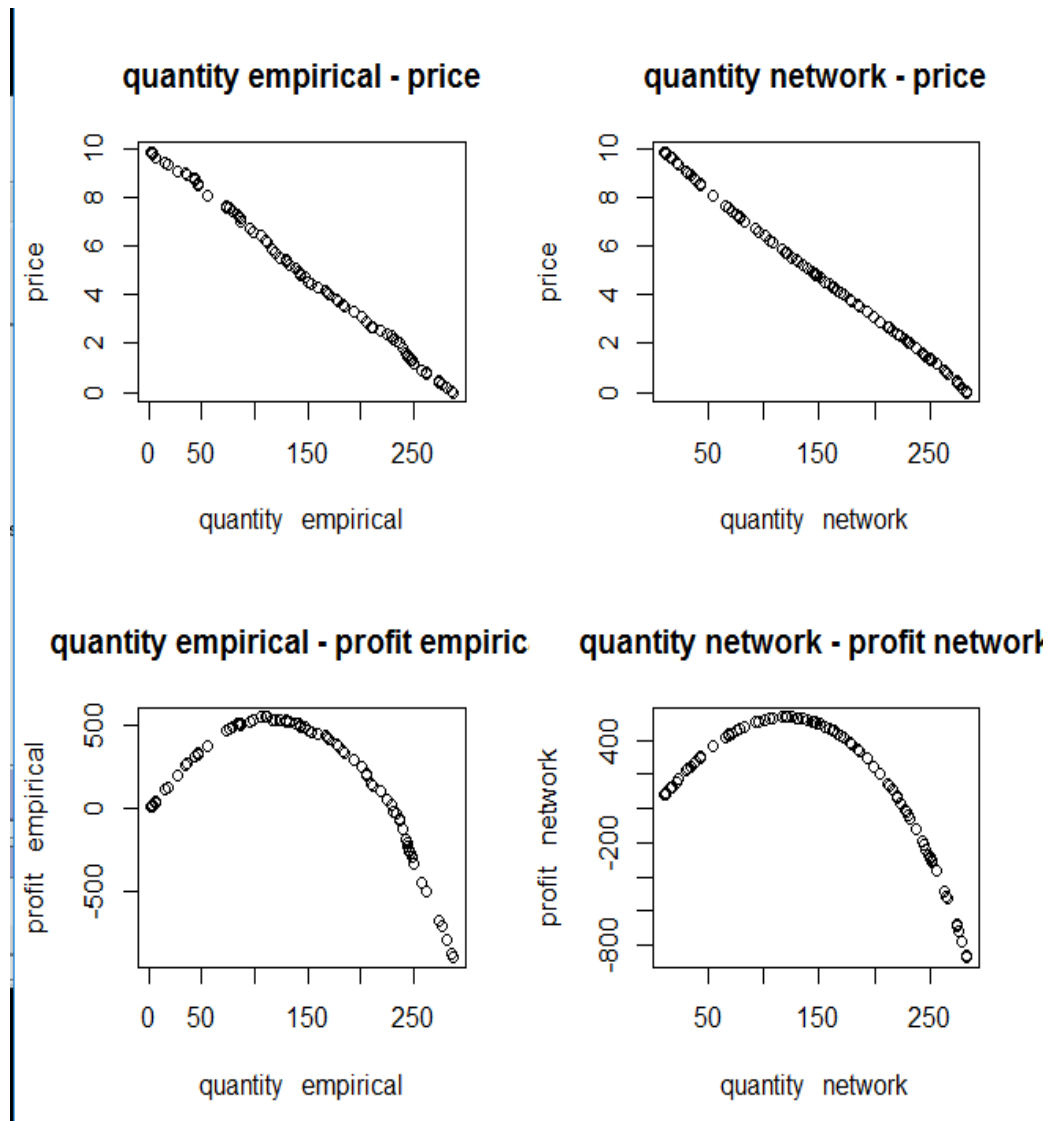 quantity empirical - price
10
8
6
4
2
0
price
0 50 150 250
quantity empirical
quantity network - price
10
8
6
4
2
0
price
50 150 250
quantity network
quantity empirical - profit empiric
500
0
-500
profit empirical
0 50 150 250
quantity empirical
quantity network - profit network
400
-200
-800
profit network
50 150 250
quantity network